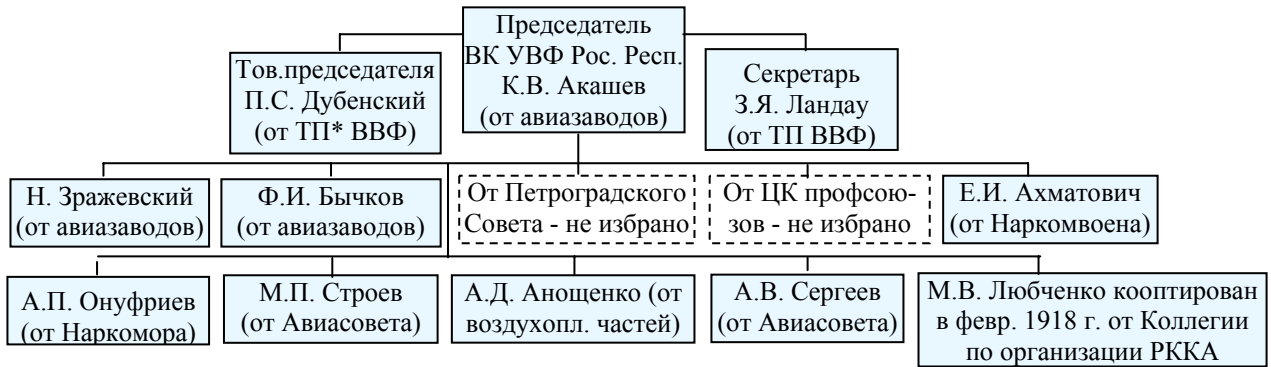 Председатель
ВК УВФ Рос. Респ.
К.В. Акашев
(от авиазаводов)
Тов.председателя
П.С. Дубенский
(от ТП* ВВФ)
Секретарь
З.Я. Ландау
(от ТП ВВФ)
Н. Зражевский
(от авиазаводов)
Ф.И. Бычков
(от авиазаводов)
От Петроградского
Совета - не избрано
От ЦК профсою-
зов - не избрано
Е.И. Ахматович
(от Наркомвоена)
А.П. Онуфриев
(от Наркомора)
М.П. Строев
(от Авиасовета)
А.Д. Анощенко (от
воздухопл. частей)
А.В. Сергеев
(от Авиасовета)
М.В. Любченко кооптирован
в февр. 1918 г. от Коллегии
по организации РККА